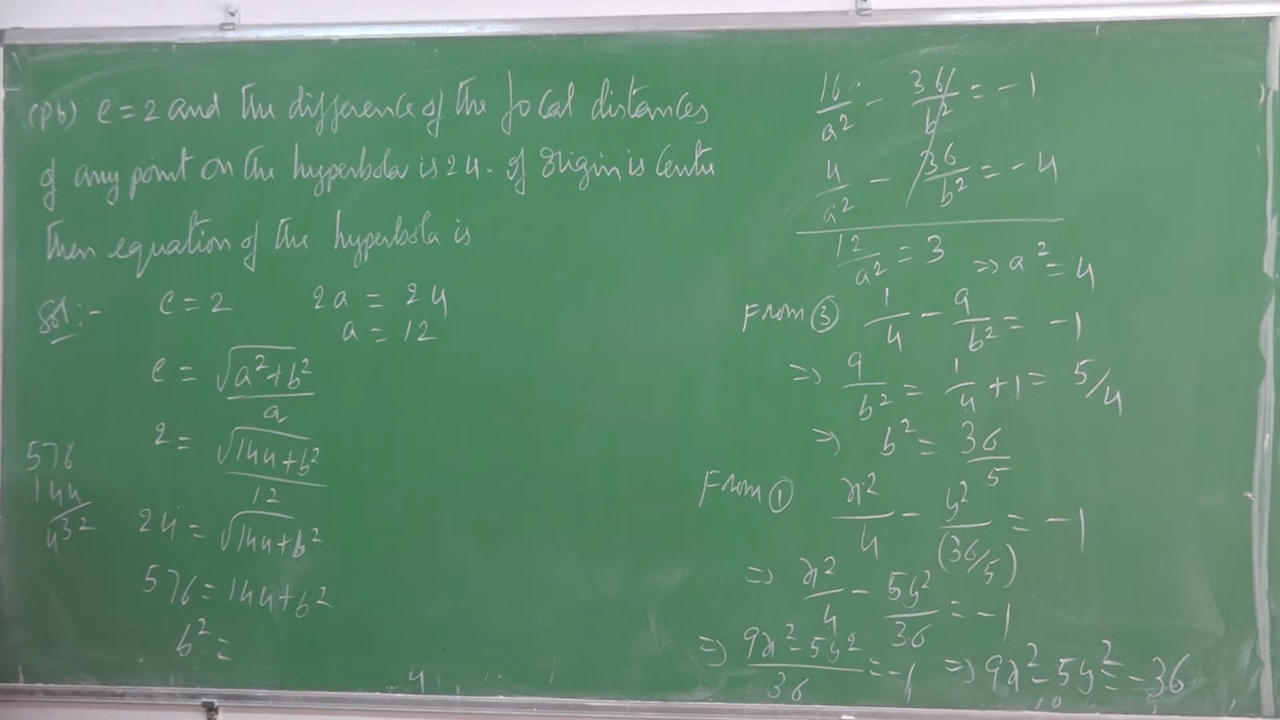 (Pb) e = 2 and the difference of the focal distances
of any point on the hyperbola is 24. If origin is centre
then equation of the hyperbola is
Sol:- e = 2 2a = 24
a = 12
e = √(a²+b²) / a
2 = √(144+b²) / 12
24 = √(144+b²)
576 = 144+b²
b² =
576
144
432
16/a² - 36/b² = -1
4/a² - 36/b² = -4
12/a² = 3 => a² = 4
From ③ 1/4 - 9/b² = -1
=> 9/b² = 1/4 + 1 = 5/4
=> b² = 36/5
From ① x²/4 - y²/(36/5) = -1
=> x²/4 - 5y²/36 = -1
=> (9x²-5y²)/36 = -1 => 9x²-5y² = -36